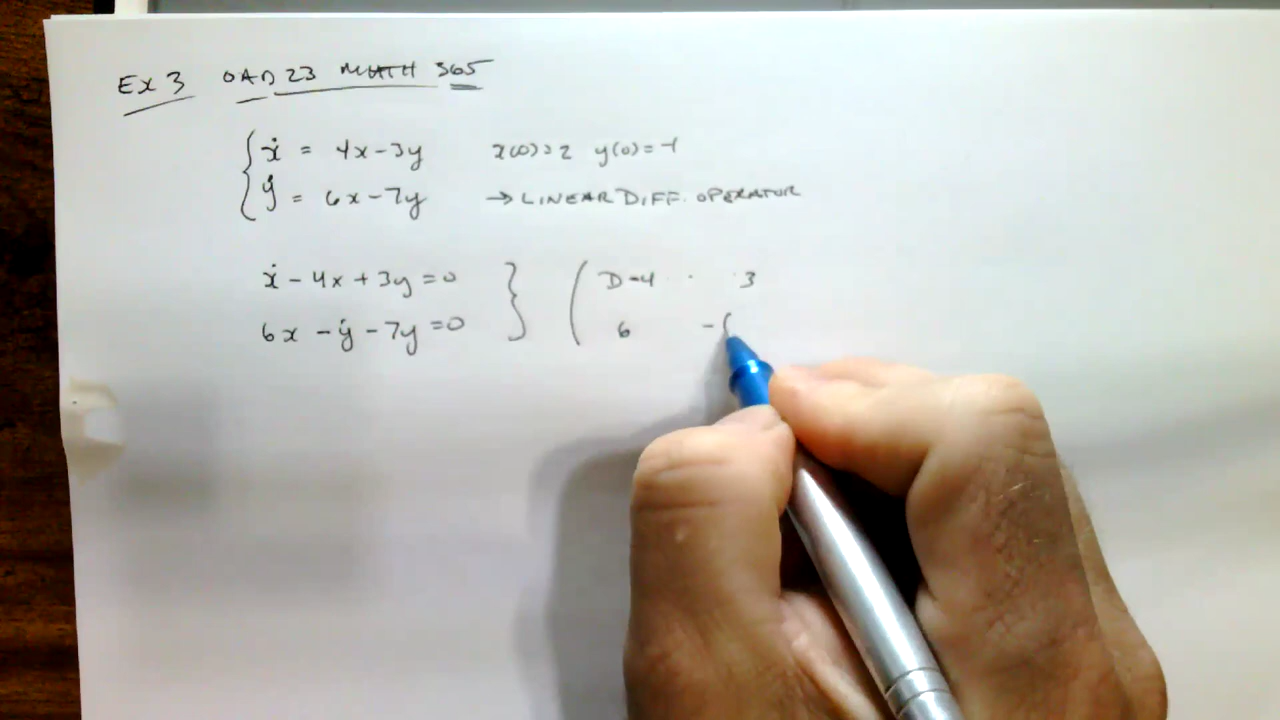 Ex 3 OAD 23 MATH 365
{ ẋ = 4x-3y x(0)=2 y(0)=-1
{ ẏ = 6x-7y → LINEAR DIFF. OPERATOR
ẋ - 4x + 3y = 0 } ( D-4 · 3
6x - ẏ - 7y = 0 } ( 6 -(